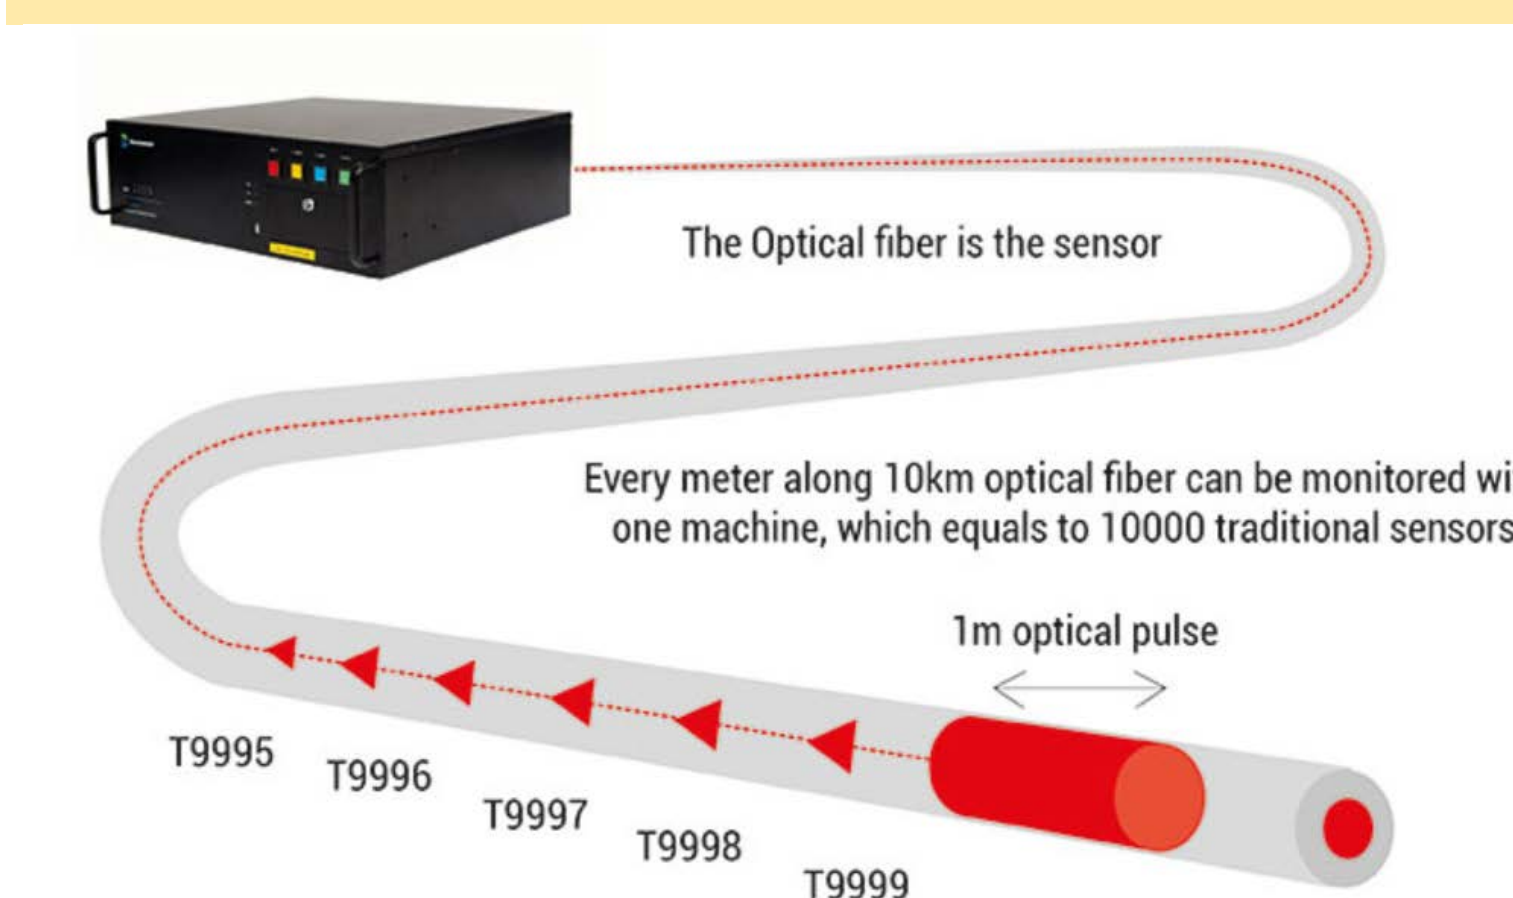 The Optical fiber is the sensor
Every meter along 10km optical fiber can be monitored wi
one machine, which equals to 10000 traditional sensors
1m optical pulse
T9995
T9996
T9997
T9998
T9999